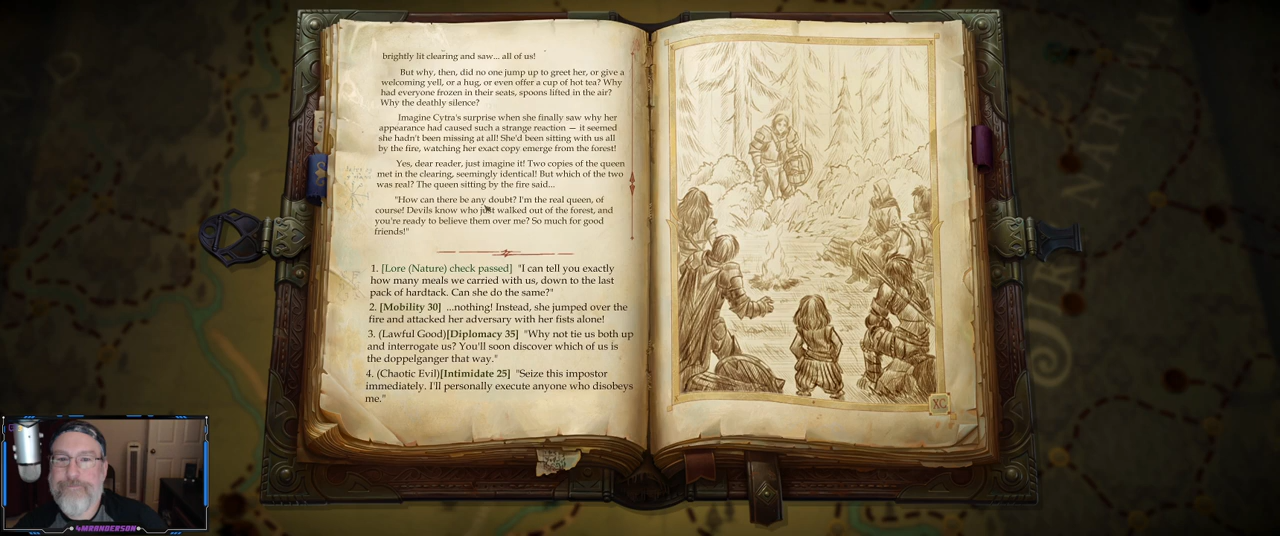 brightly lit clearing and saw... all of us!
But why, then, did no one jump up to greet her, or give a
welcoming yell, or a hug, or even offer a cup of hot tea? Why
had everyone frozen in their seats, spoons lifted in the air?
Why the deathly silence?
Imagine Cytra's surprise when she finally saw why her
appearance had caused such a strange reaction — it seemed
she hadn't been missing at all! She'd been sitting with us all
by the fire, watching her exact copy emerge from the forest!
Yes, dear reader, just imagine it! Two copies of the queen
met in the clearing, seemingly identical! But which of the two
was real? The queen sitting by the fire said...
"How can there be any doubt? I'm the real queen, of
course! Devils know who just walked out of the forest, and
you're ready to believe them over me? So much for good
friends!"
1. [Lore (Nature) check passed] "I can tell you exactly
how many meals we carried with us, down to the last
pack of hardtack. Can she do the same?"
2. [Mobility 30] ...nothing! Instead, she jumped over the
fire and attacked her adversary with her fists alone!
3. (Lawful Good)[Diplomacy 35] "Why not tie us both up
and interrogate us? You'll soon discover which of us is
the doppelganger that way."
4. (Chaotic Evil)[Intimidate 25] "Seize this impostor
immediately. I'll personally execute anyone who disobeys
me."
4MRANDERSON